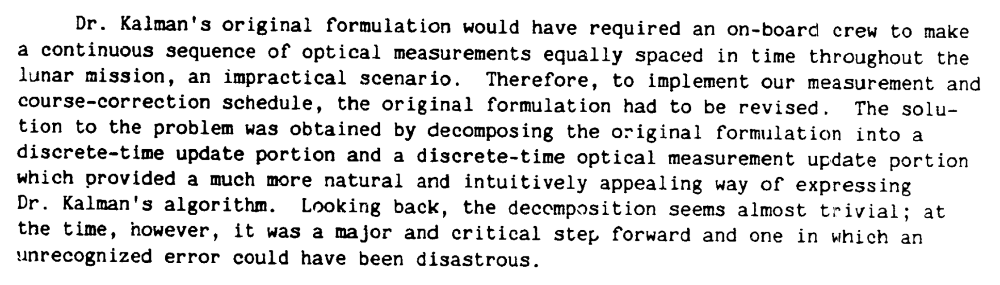 Dr. Kalman's original formulation would have required an on-board crew to make
a continuous sequence of optical measurements equally spaced in time throughout the
lunar mission, an impractical scenario. Therefore, to implement our measurement and
course-correction schedule, the original formulation had to be revised. The solu-
tion to the problem was obtained by decomposing the original formulation into a
discrete-time update portion and a discrete-time optical measurement update portion
which provided a much more natural and intuitively appealing way of expressing
Dr. Kalman's algorithm. Looking back, the decomposition seems almost trivial; at
the time, however, it was a major and critical step forward and one in which an
unrecognized error could have been disastrous.